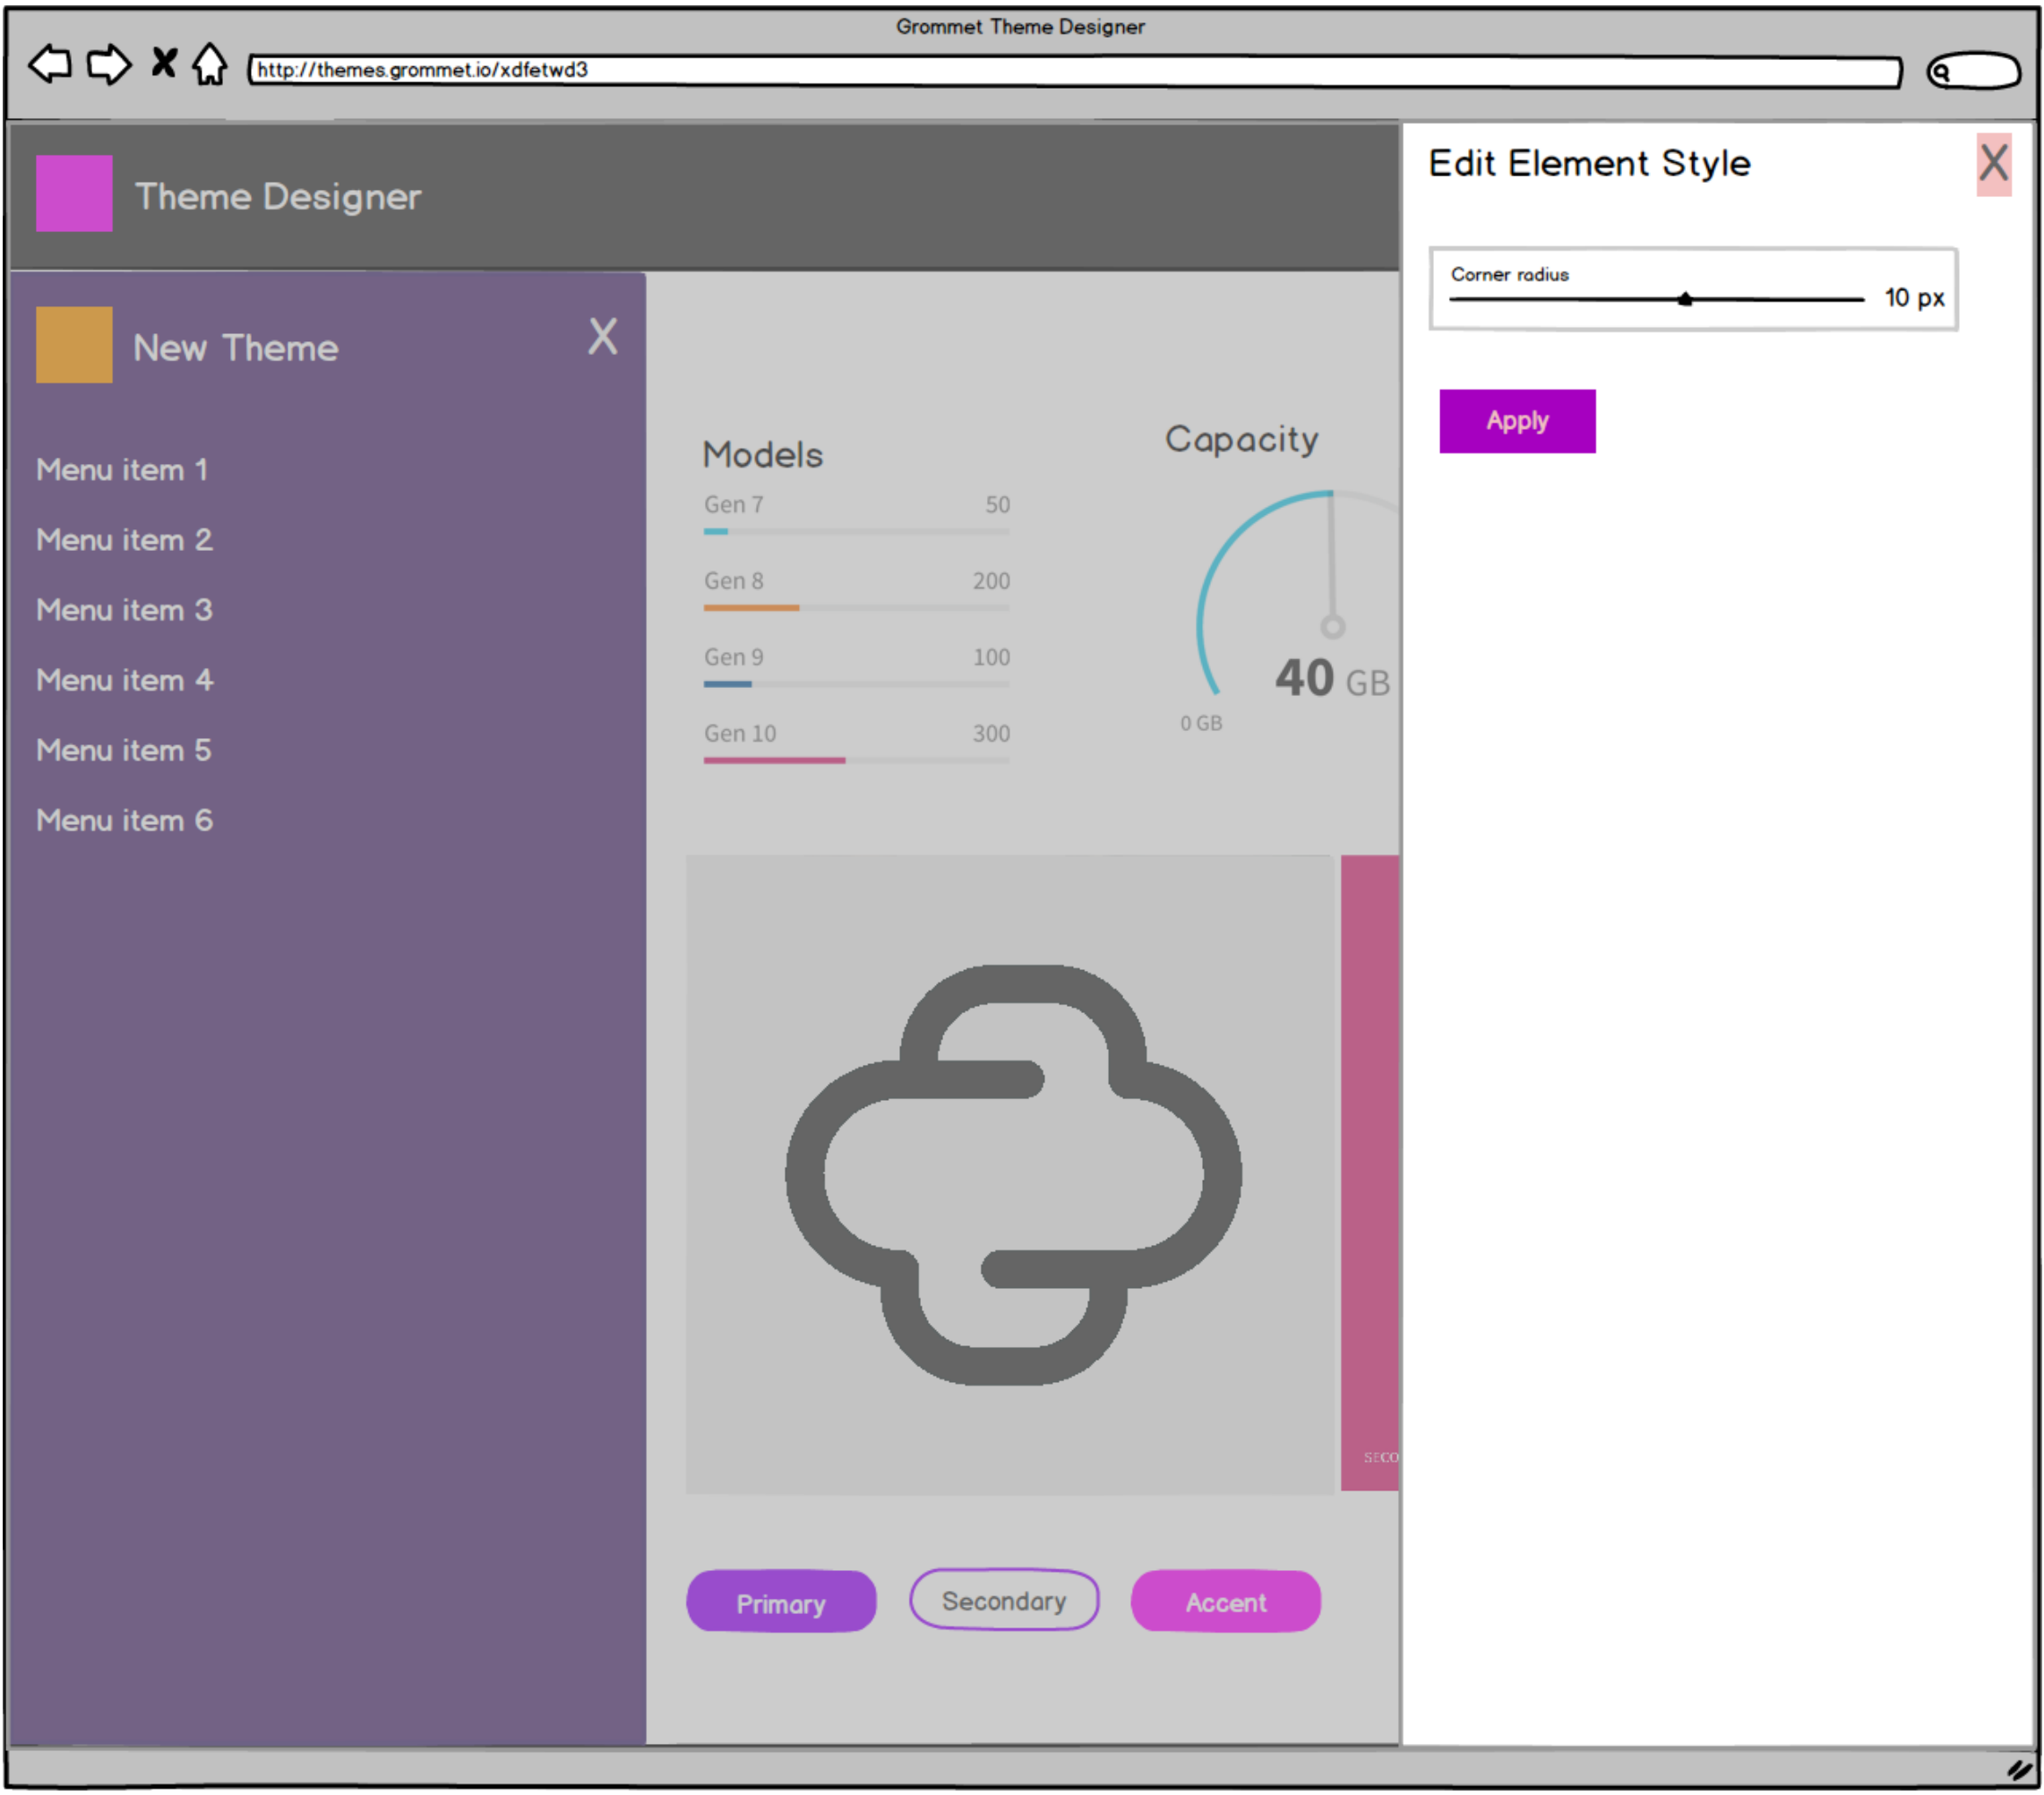 Grommet Theme Designer
http://themes.grommet.io/xdfetwd3
Theme Designer
Edit Element Style
X
Corner radius
10 px
Apply
New Theme
X
Menu item 1
Menu item 2
Menu item 3
Menu item 4
Menu item 5
Menu item 6
Models
Gen 7 50
Gen 8 200
Gen 9 100
Gen 10 300
Capacity
40 GB
0 GB
SECO
Primary
Secondary
Accent